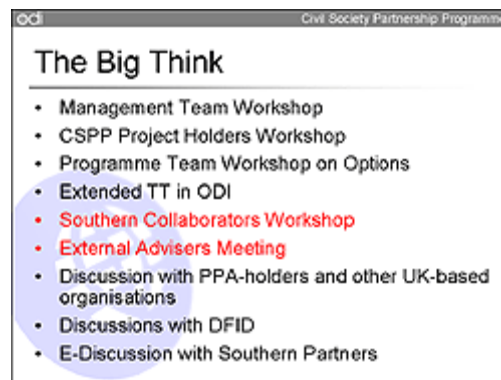 odi Civil Society Partnership Programme
The Big Think
• Management Team Workshop
• CSPP Project Holders Workshop
• Programme Team Workshop on Options
• Extended TT in ODI
• Southern Collaborators Workshop
• External Advisers Meeting
• Discussion with PPA-holders and other UK-based
organisations
• Discussions with DFID
• E-Discussion with Southern Partners